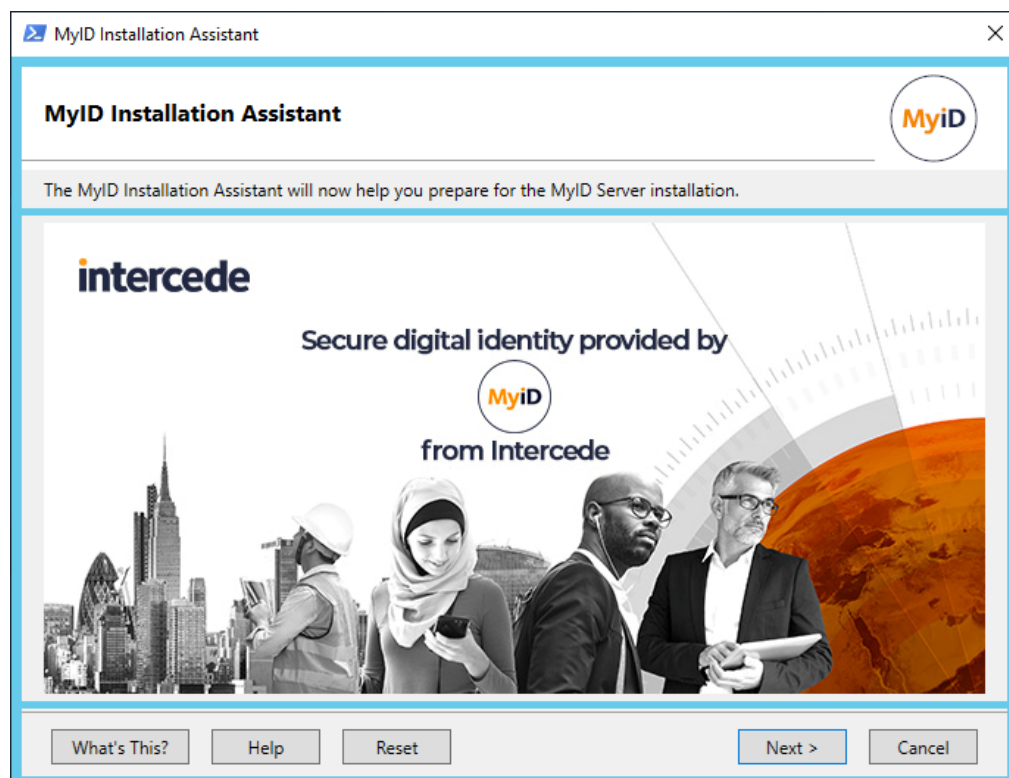 MyID Installation Assistant
MyID Installation Assistant
MyiD
The MyID Installation Assistant will now help you prepare for the MyID Server installation.
intercede
Secure digital identity provided by
MyiD
from Intercede
What's This?
Help
Reset
Next >
Cancel